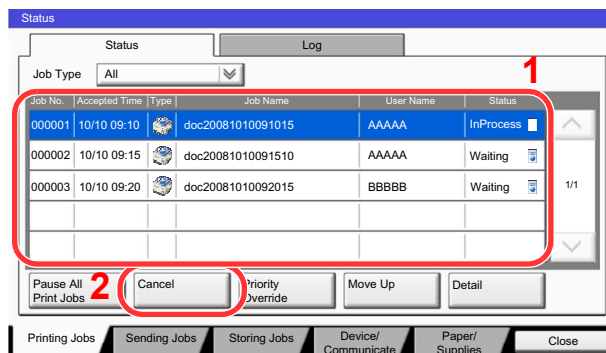 Status
Status Log
1
Job Type All
Job No. Accepted Time Type Job Name User Name Status
000001 10/10 09:10 doc20081010091015 AAAAA InProcess
000002 10/10 09:15 doc20081010091510 AAAAA Waiting
000003 10/10 09:20 doc20081010092015 BBBBB Waiting 1/1
Pause All
Print Jobs
2
Cancel
Priority
Override
Move Up
Detail
Printing Jobs
Sending Jobs
Storing Jobs
Device/
Communicate
Paper/
Supplies
Close